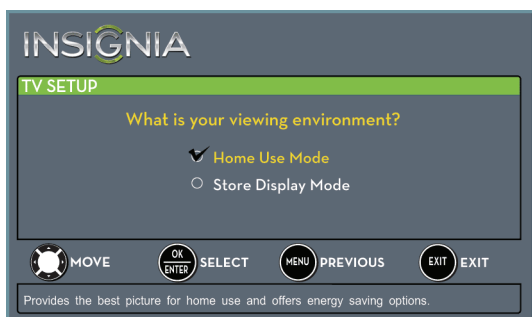 INSIGNIA
TV SETUP
What is your viewing environment?
Home Use Mode
Store Display Mode
MOVE OK ENTER SELECT MENU PREVIOUS EXIT EXIT
Provides the best picture for home use and offers energy saving options.